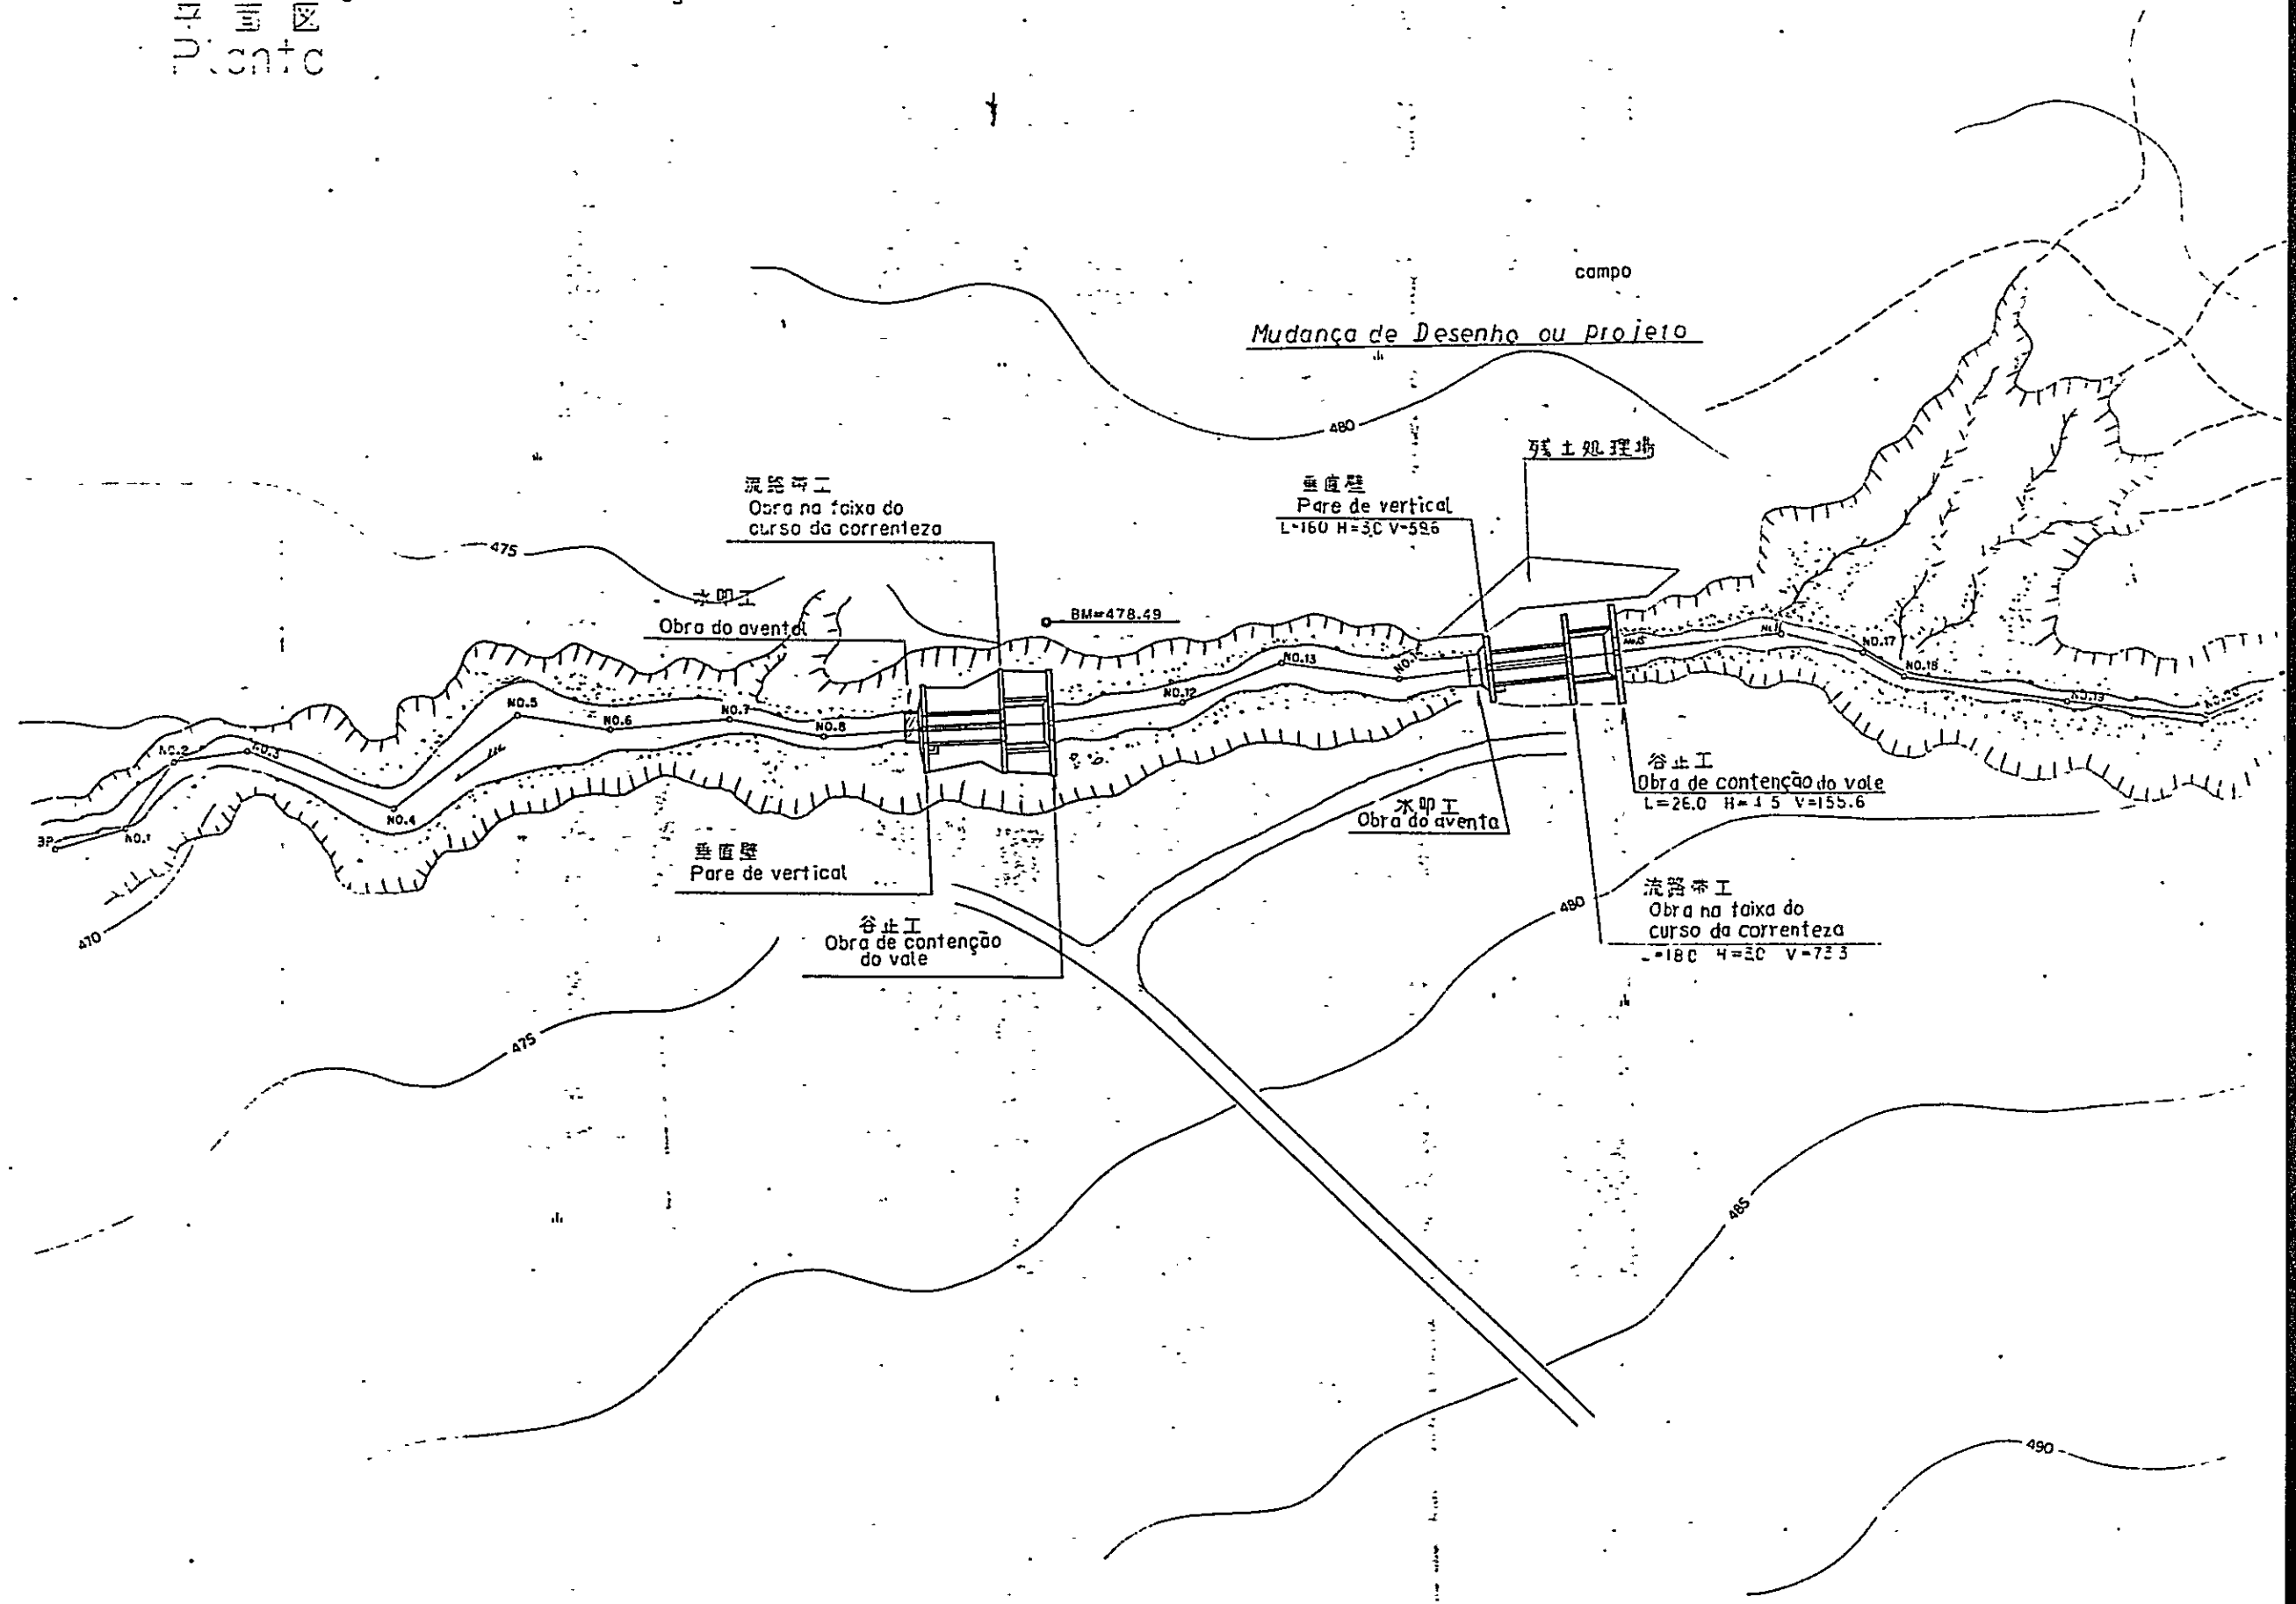 平面図
Planta
campo
Mudança de Desenho ou projeto
480
残土処理場
流路帯工
Obra na faixa do
curso da correnteza
垂直壁
Pare de vertical
L=160 H=3.0 V=59.6
475
水叩工
Obra do avental
BM=478.49
NO.1
NO.2
NO.3
NO.4
NO.5
NO.6
NO.7
NO.8
NO.12
NO.13
NO.17
NO.18
NO.19
谷止工
Obra de contenção do vale
L=26.0
V=155.6
水叩工
Obra do aventa
垂直壁
Pare de vertical
谷止工
Obra de contenção
do vale
流路帯工
Obra na faixa do
curso da correnteza
470
480
475
485
490